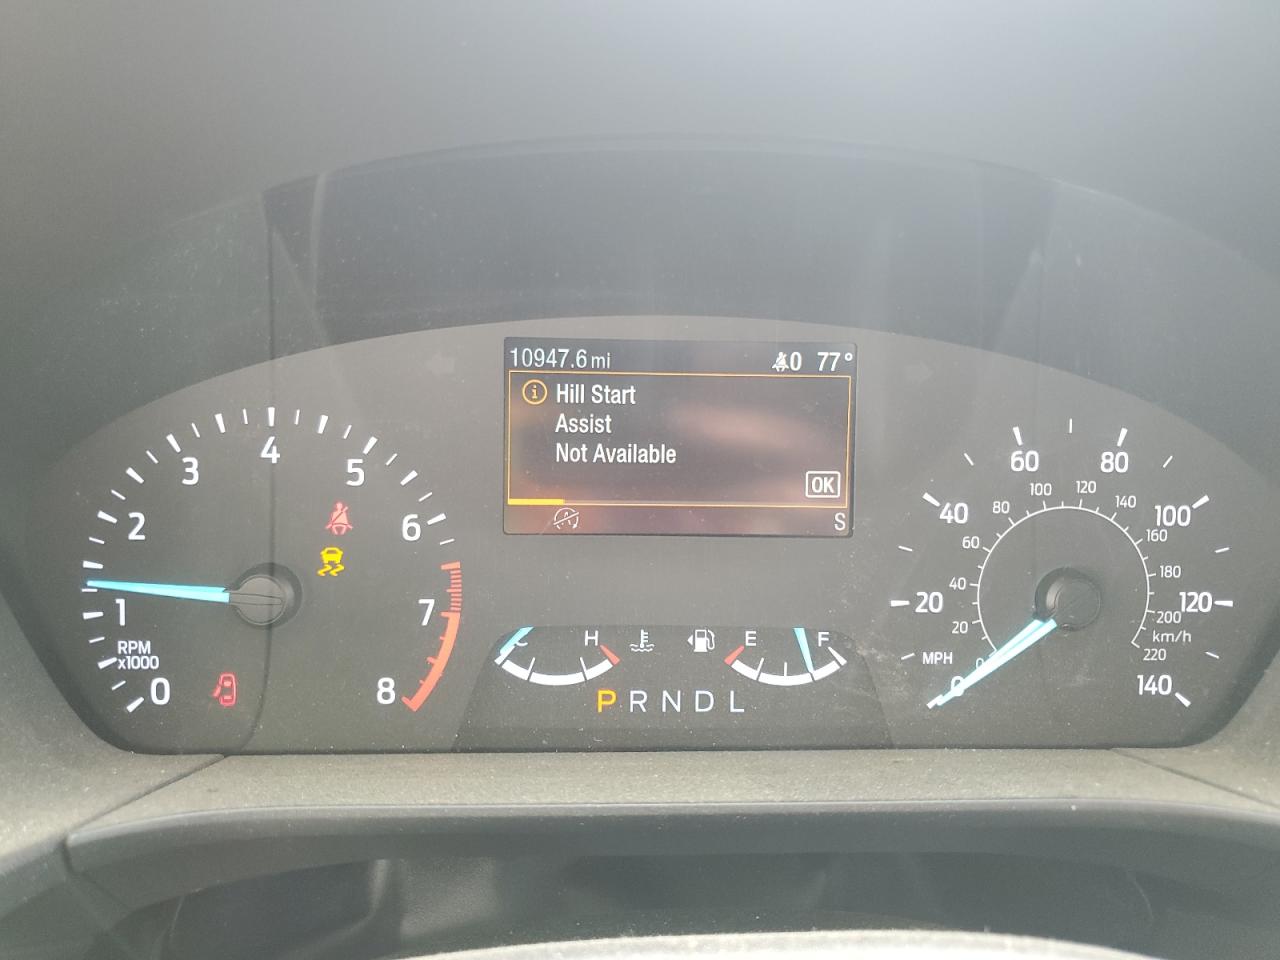 10947.6 mi 0 77°
i Hill Start
Assist
Not Available
OK
S
0 1 2 3 4 5 6 7 8
RPM
x1000
C H
E F
P R N D L
0 20 40 60 80 100 120 140
MPH
0 20 40 60 80 100 120 140 160 180 200 220
km/h